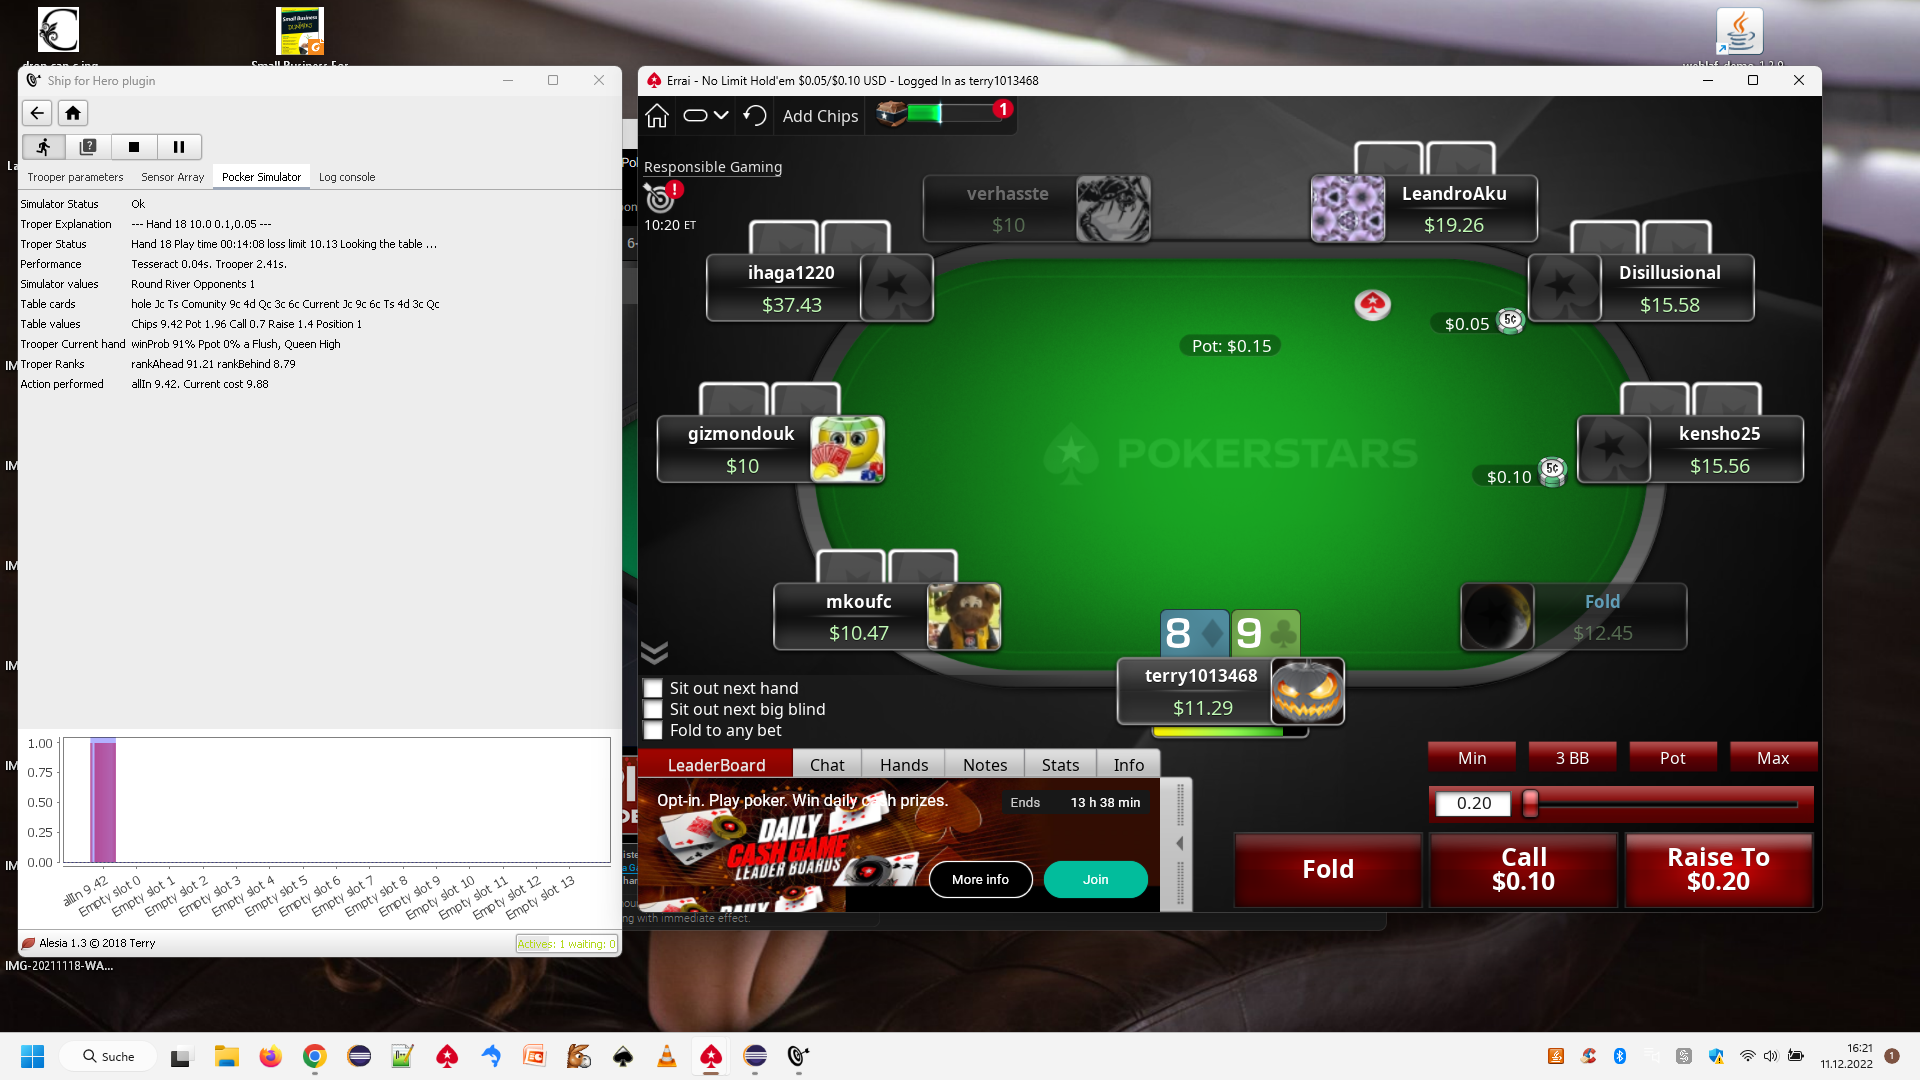 Ship for Hero plugin
Trooper parameters
Sensor Array
Pocker Simulator
Log console
Simulator Status Ok
Troper Explanation --- Hand 18 10.0 0.1,0.05 ---
Troper Status Hand 18 Play time 00:14:08 loss limit 10.13 Looking the table ...
Performance Tesseract 0.04s. Trooper 2.41s.
Simulator values Round River Opponents 1
Table cards hole Jc Ts Comunity 9c 4d Qc 3c 6c Current Jc 9c 6c Ts 4d 3c Qc
Table values Chips 9.42 Pot 1.96 Call 0.7 Raise 1.4 Position 1
Trooper Current hand winProb 91% Ppot 0% a Flush, Queen High
Troper Ranks rankAhead 91.21 rankBehind 8.79
Action performed allIn 9.42. Current cost 9.88
1.00
0.75
0.50
0.25
0.00
allIn 9.42
Empty slot 0
Empty slot 1
Empty slot 2
Empty slot 3
Empty slot 4
Empty slot 5
Empty slot 6
Empty slot 7
Empty slot 8
Empty slot 9
Empty slot 10
Empty slot 11
Empty slot 12
Empty slot 13
Alesia 1.3 © 2018 Terry
Actives: 1 waiting: 0
IMG-20211118-WA...
Errai - No Limit Hold'em $0.05/$0.10 USD - Logged In as terry1013468
Add Chips
1
Responsible Gaming
10:20 ET
verhasste
$10
LeandroAku
$19.26
ihaga1220
$37.43
Disillusional
$15.58
$0.05
5¢
Pot: $0.15
gizmondouk
$10
POKERSTARS
kensho25
$15.56
$0.10
5¢
mkoufc
$10.47
8
9
Fold
$12.45
terry1013468
$11.29
Sit out next hand
Sit out next big blind
Fold to any bet
LeaderBoard
Chat
Hands
Notes
Stats
Info
Opt-in. Play poker. Win daily cash prizes.
Ends 13 h 38 min
DAILY
CASH GAME
LEADER BOARDS
More info
Join
ng with immediate effect.
Min
3 BB
Pot
Max
0.20
Fold
Call
$0.10
Raise To
$0.20
Suche
16:21
11.12.2022
1